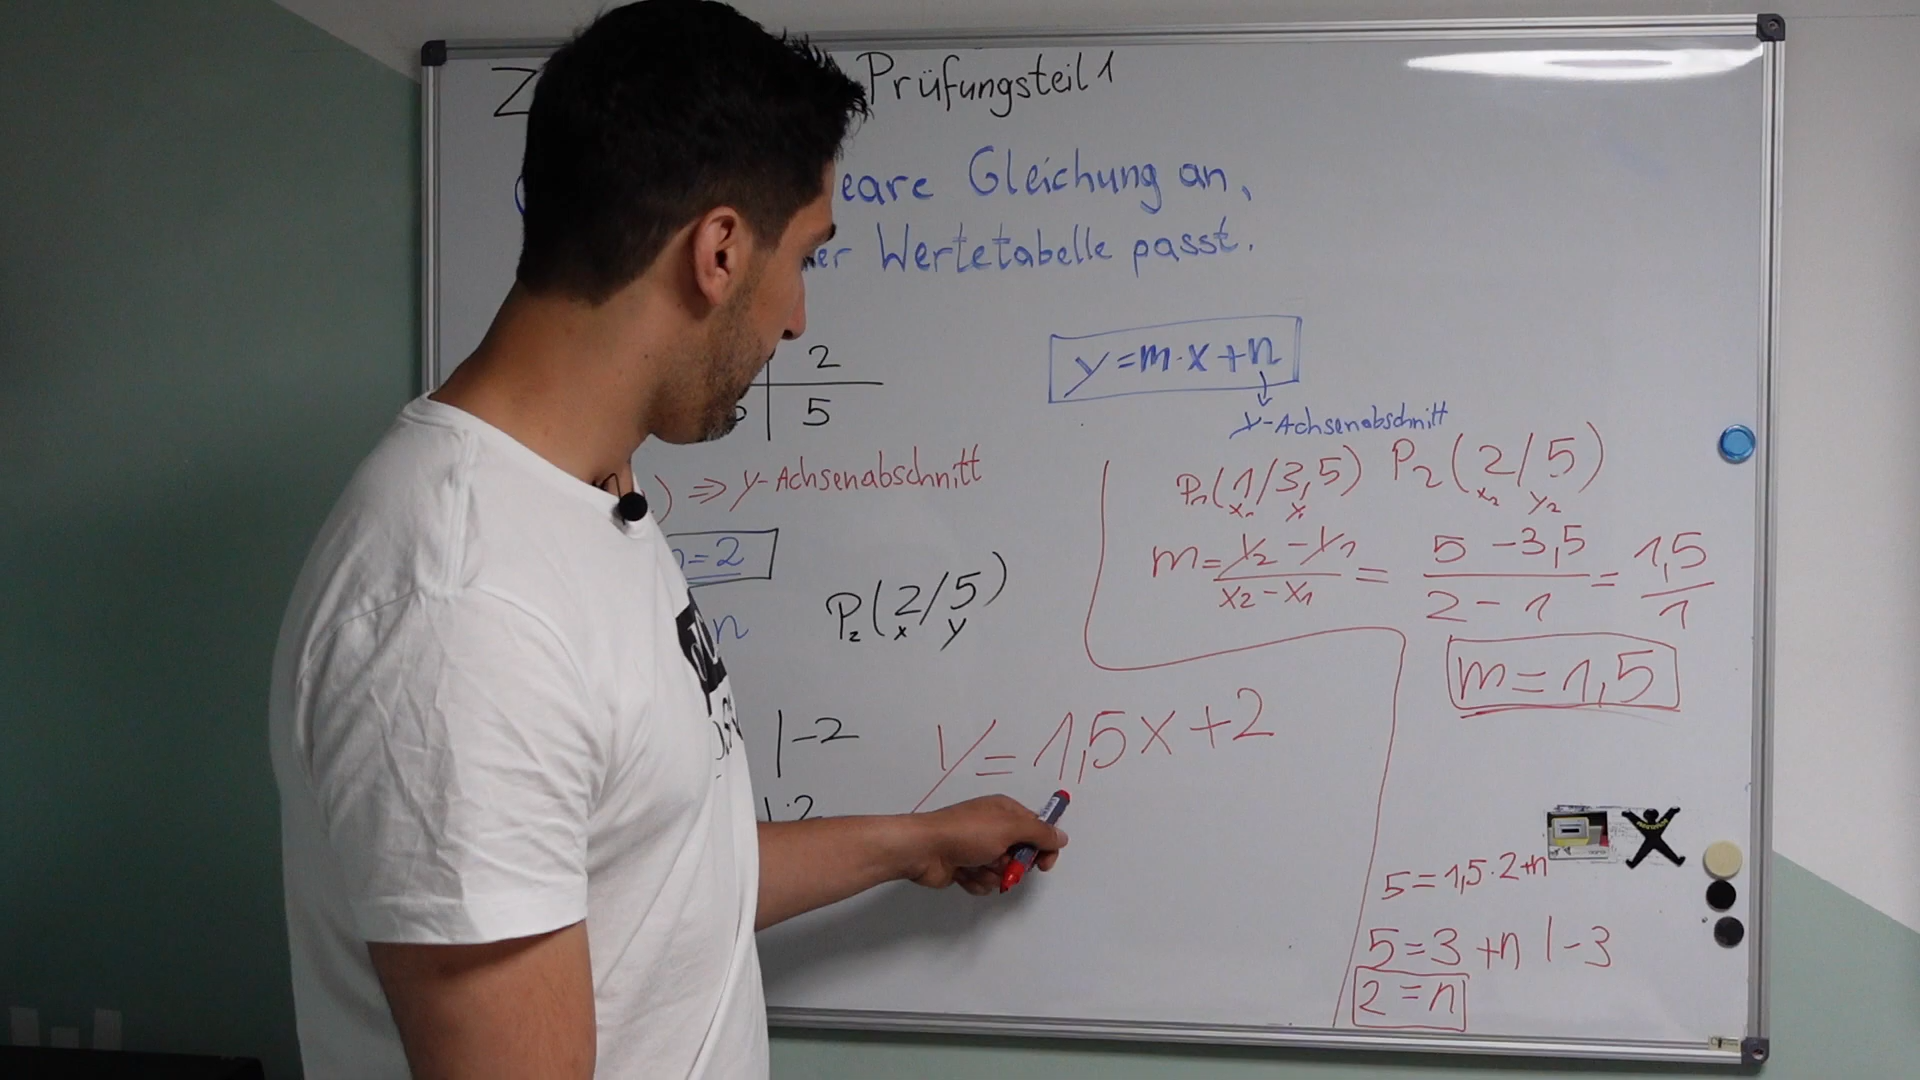 Prüfungsteil 1
eare Gleichung an,
er Wertetabelle passt.
2
5
y=m·x+n
y-Achsenabschnitt
) ⇒ y-Achsenabschnitt
P₁(1/3,5) P₂(2/5)
x₁ y₁ x₂ y₂
m= y₂-y₁ / x₂-x₁ = 5-3,5 / 2-1 = 1,5 / 1
m=1,5
n=2
n
P₂(2/5)
x y
|-2
|:2
y=1,5x+2
5=1,5·2+n
5=3+n |-3
2=n